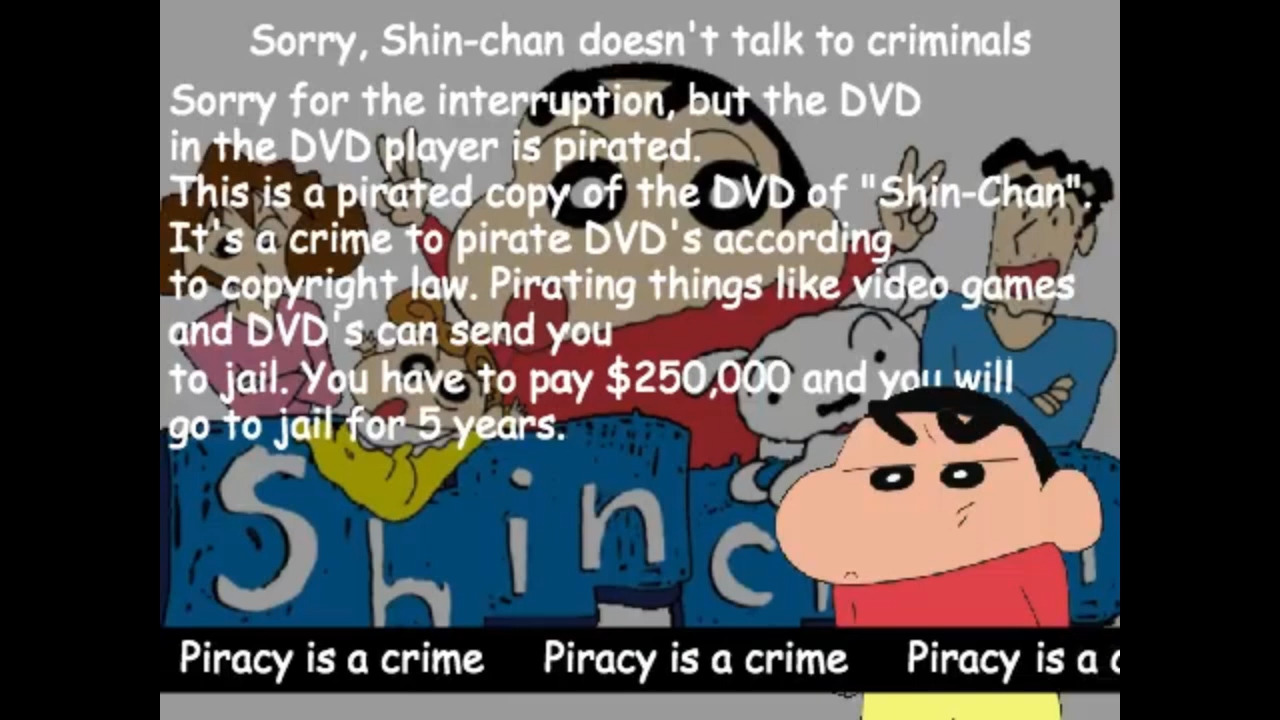 Sorry, Shin-chan doesn't talk to criminals
Sorry for the interruption, but the DVD
in the DVD player is pirated.
This is a pirated copy of the DVD of "Shin-Chan".
It's a crime to pirate DVD's according
to copyright law. Pirating things like video games
and DVD's can send you
to jail. You have to pay $250,000 and you will
go to jail for 5 years.
Shin c
Piracy is a crime Piracy is a crime Piracy is a c